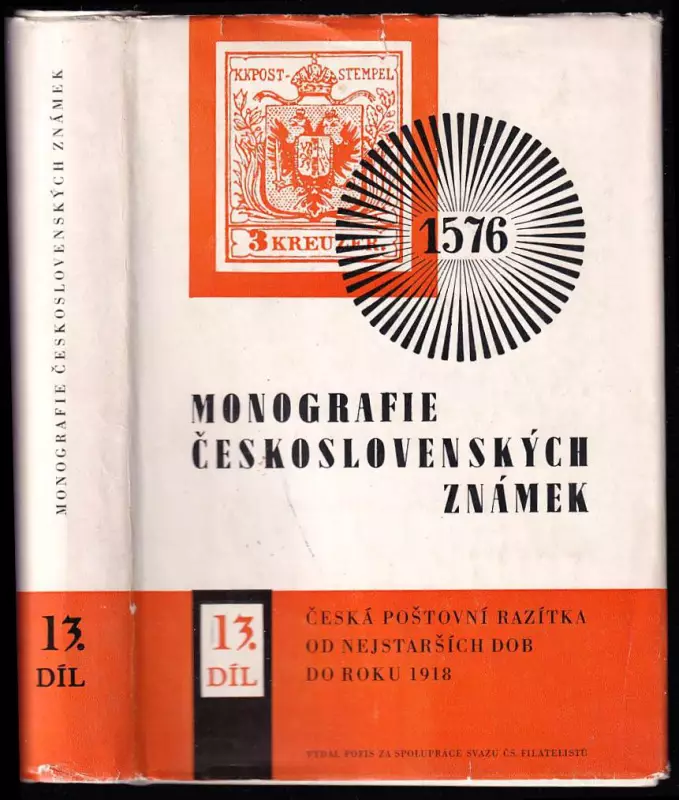 MONOGRAFIE ČESKOSLOVENSKÝCH ZNÁMEK
13.
DÍL
KKPOST-STEMPEL
3 KREUZER.
1576
MONOGRAFIE
ČESKOSLOVENSKÝCH
ZNÁMEK
13.
DÍL
ČESKÁ POŠTOVNÍ RAZÍTKA
OD NEJSTARŠÍCH DOB
DO ROKU 1918
VYDAL POFIS ZA SPOLUPRÁCE SVAZU ČS. FILATELISTŮ